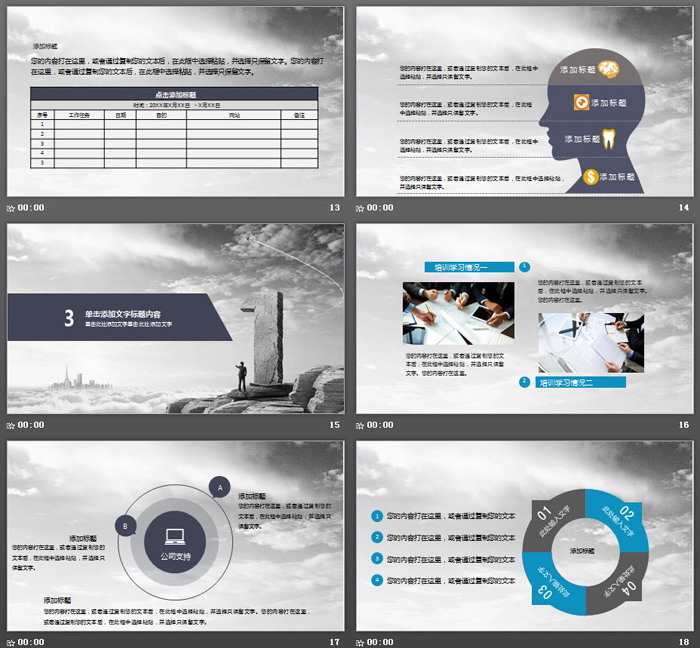 添加标题
您的内容打在这里，或者通过复制您的文本后，在此框中选择粘贴，并选择只保留文字。您的内容打
在这里，或者通过复制您的文本后，在此框中选择粘贴，并选择只保留文字。
点击添加标题
时间：20XX年X月XX日 - X月XX日
序号 工作任务 日期 目的 网站 备注
1
2
3
4
5
00:00 13
您的内容打在这里，或者通过复制您的文本后，在此框中
选择粘贴，并选择只保留文字。
添加标题
您的内容打在这里，或者通过复制您的文本后，在此框
中选择粘贴，并选择只保留文字。
添加标题
您的内容打在这里，或者通过复制您的文本后，在此框中
选择粘贴，并选择只保留文字。
添加标题
您的内容打在这里，或者通过复制您的文本后，在此框中选择粘贴，
并选择只保留文字。
$ 添加标题
00:00 14
3 单击添加文字标题内容
单击此处添加文字单击此处添加文字
00:00 15
培训学习情况一 1
您的内容打在这里，或者通过复制您的文本
后，在此框中选择粘贴，并选择只保留文字。
您的内容打在这里。
您的内容打在这里，或者通过复制您的文
本后，在此框中选择粘贴，并选择只保留
文字。您的内容打在这里。
2 培训学习情况二
00:00 16
A
添加标题
您的内容打在这里，或者通过复制您的文
本后，在此框中选择粘贴，并选择只
保留文字。
B
添加标题
您的内容打在这里，或者通过复制您的
文本后，在此框中选择粘贴，并选择只
保留文字。
公司支持
添加标题
您的内容打在这里，或者通过复制您的文本后，在此框中选择粘贴，并选择只保留文字。您的内容打在这里，
或者通过复制您的文本后，在此框中选择粘贴，并选择只保留文字。
00:00 17
1 您的内容打在这里，或者通过复制您的文本
2 您的内容打在这里，或者通过复制您的文本
3 您的内容打在这里，或者通过复制您的文本
4 您的内容打在这里，或者通过复制您的文本
01 此处输入文字
02 此处输入文字
添加标题
03 此处输入文字
04 此处输入文字
00:00 18